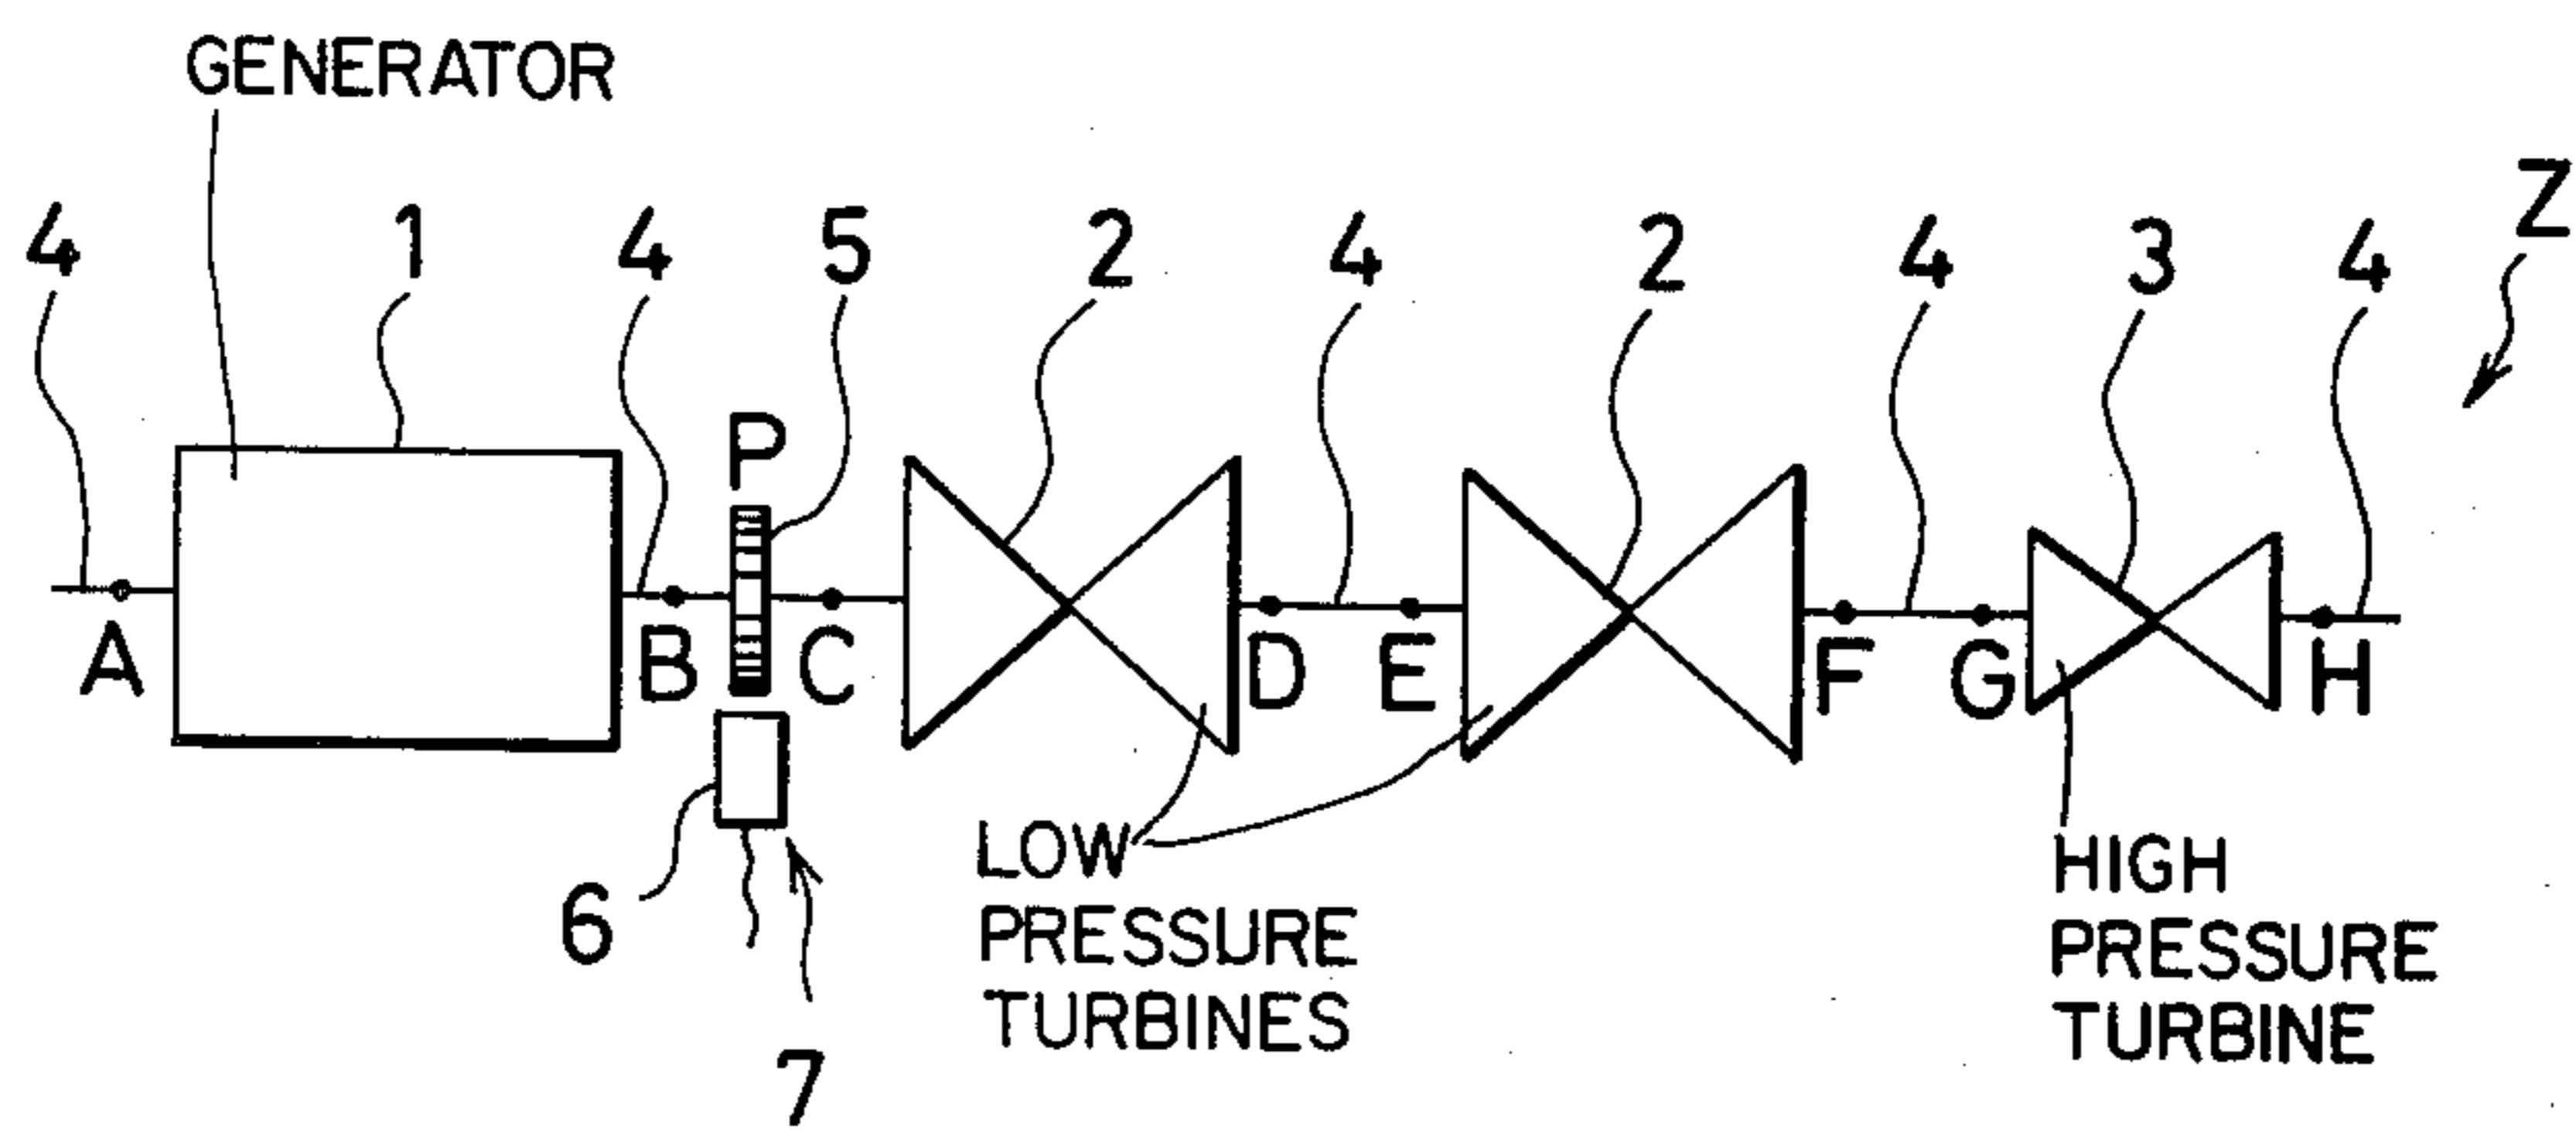 GENERATOR
Z
4 1 4 5 2 4 2 4 3 4
P
A B C D E F G H
6
7
LOW
PRESSURE
TURBINES
HIGH
PRESSURE
TURBINE